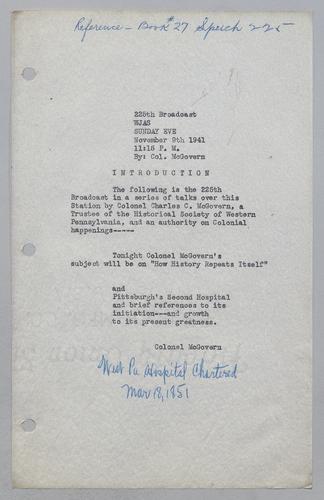 Reference - Book #27 Speech 225
225th Broadcast
WJAS
SUNDAY EVE
November 9th 1941
11:15 P. M.
By: Col. McGovern
INTRODUCTION
The following is the 225th
Broadcast in a series of talks over this
Station by Colonel Charles C. McGovern, a
Trustee of the Historical Society of Western
Pennsylvania, and an authority on Colonial
happenings-----
Tonight Colonel McGovern's
subject will be on "How History Repeats Itself"
and
Pittsburgh's Second Hospital
and brief references to its
initiation---and growth
to its present greatness.
Colonel McGovern
West Pa Hospital Chartered
Mar 18, 1851